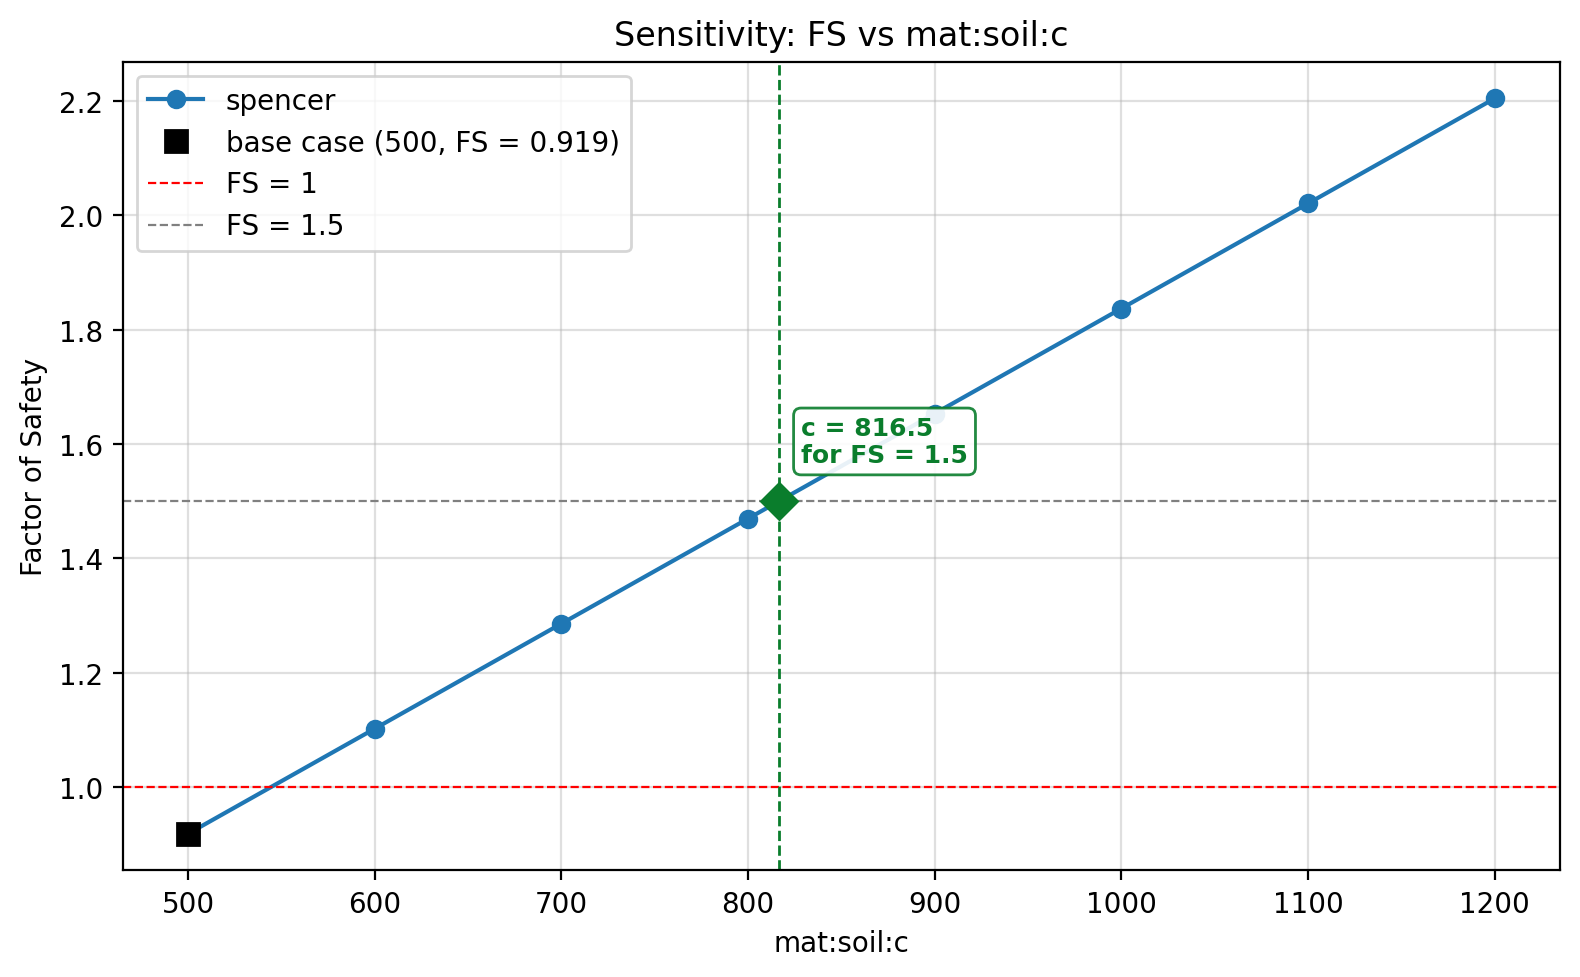 Sensitivity: FS vs mat:soil:c
spencer
base case (500, FS = 0.919)
FS = 1
FS = 1.5
Factor of Safety
2.2
2.0
1.8
1.6
1.4
1.2
1.0
c = 816.5
for FS = 1.5
500 600 700 800 900 1000 1100 1200
mat:soil:c